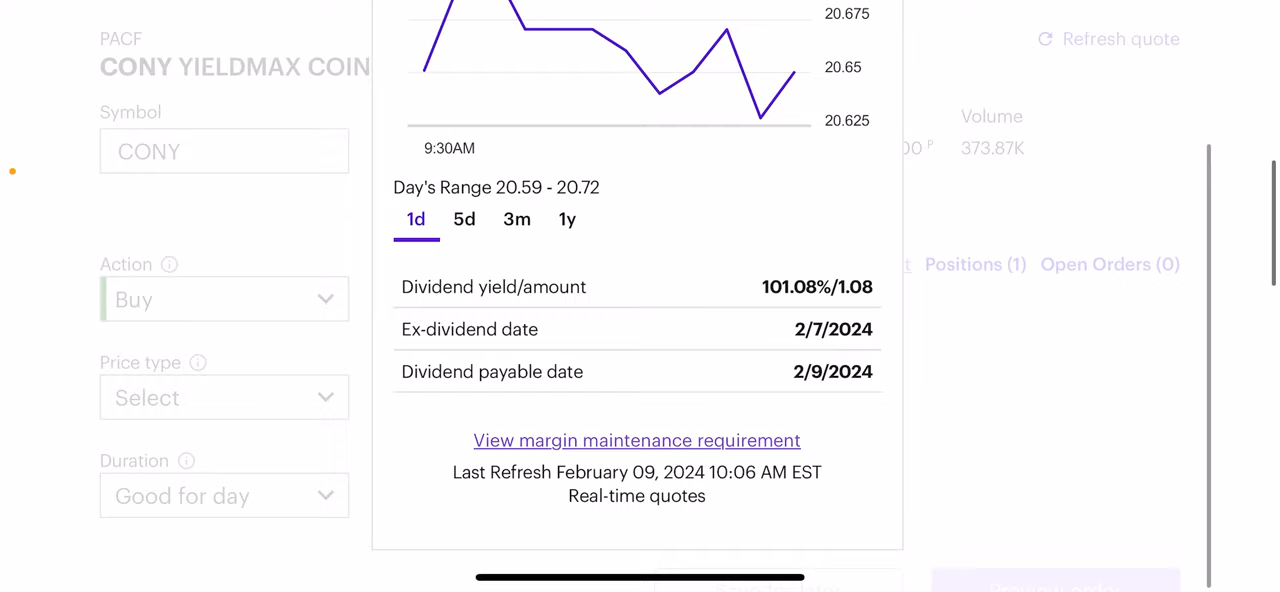 PACF
CONY YIELDMAX COIN
Refresh quote
Symbol
CONY
Volume
00 P
373.87K
20.675
20.65
20.625
9:30AM
Day's Range 20.59 - 20.72
1d 5d 3m 1y
Action
Buy
t Positions (1) Open Orders (0)
Dividend yield/amount 101.08%/1.08
Ex-dividend date 2/7/2024
Dividend payable date 2/9/2024
Price type
Select
View margin maintenance requirement
Last Refresh February 09, 2024 10:06 AM EST
Real-time quotes
Duration
Good for day
Preview order